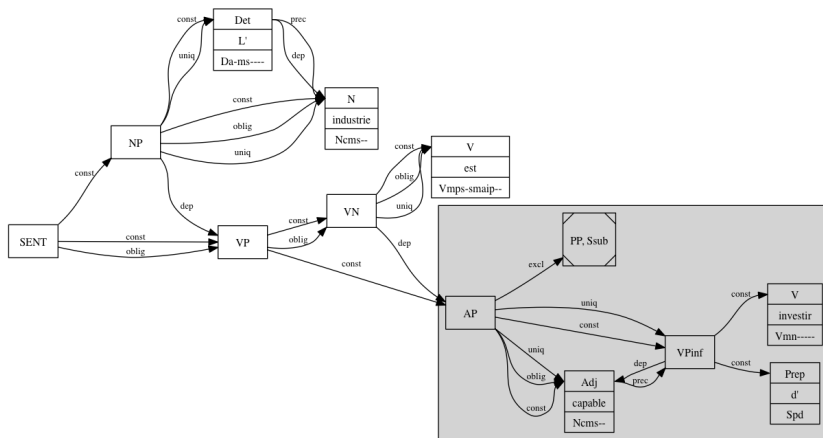 const
Det
prec
L'
uniq
dep
Da-ms----
const
N
oblig
industrie
uniq
Ncms--
NP
const
dep
V
const
est
oblig
Vmps-smaip--
uniq
VN
const
oblig
SENT
const
VP
oblig
dep
const
PP, Ssub
excl
AP
uniq
const
V
const
investir
Vmn-----
VPinf
uniq
dep
oblig
Adj
prec
const
capable
Ncms--
const
Prep
d'
Spd